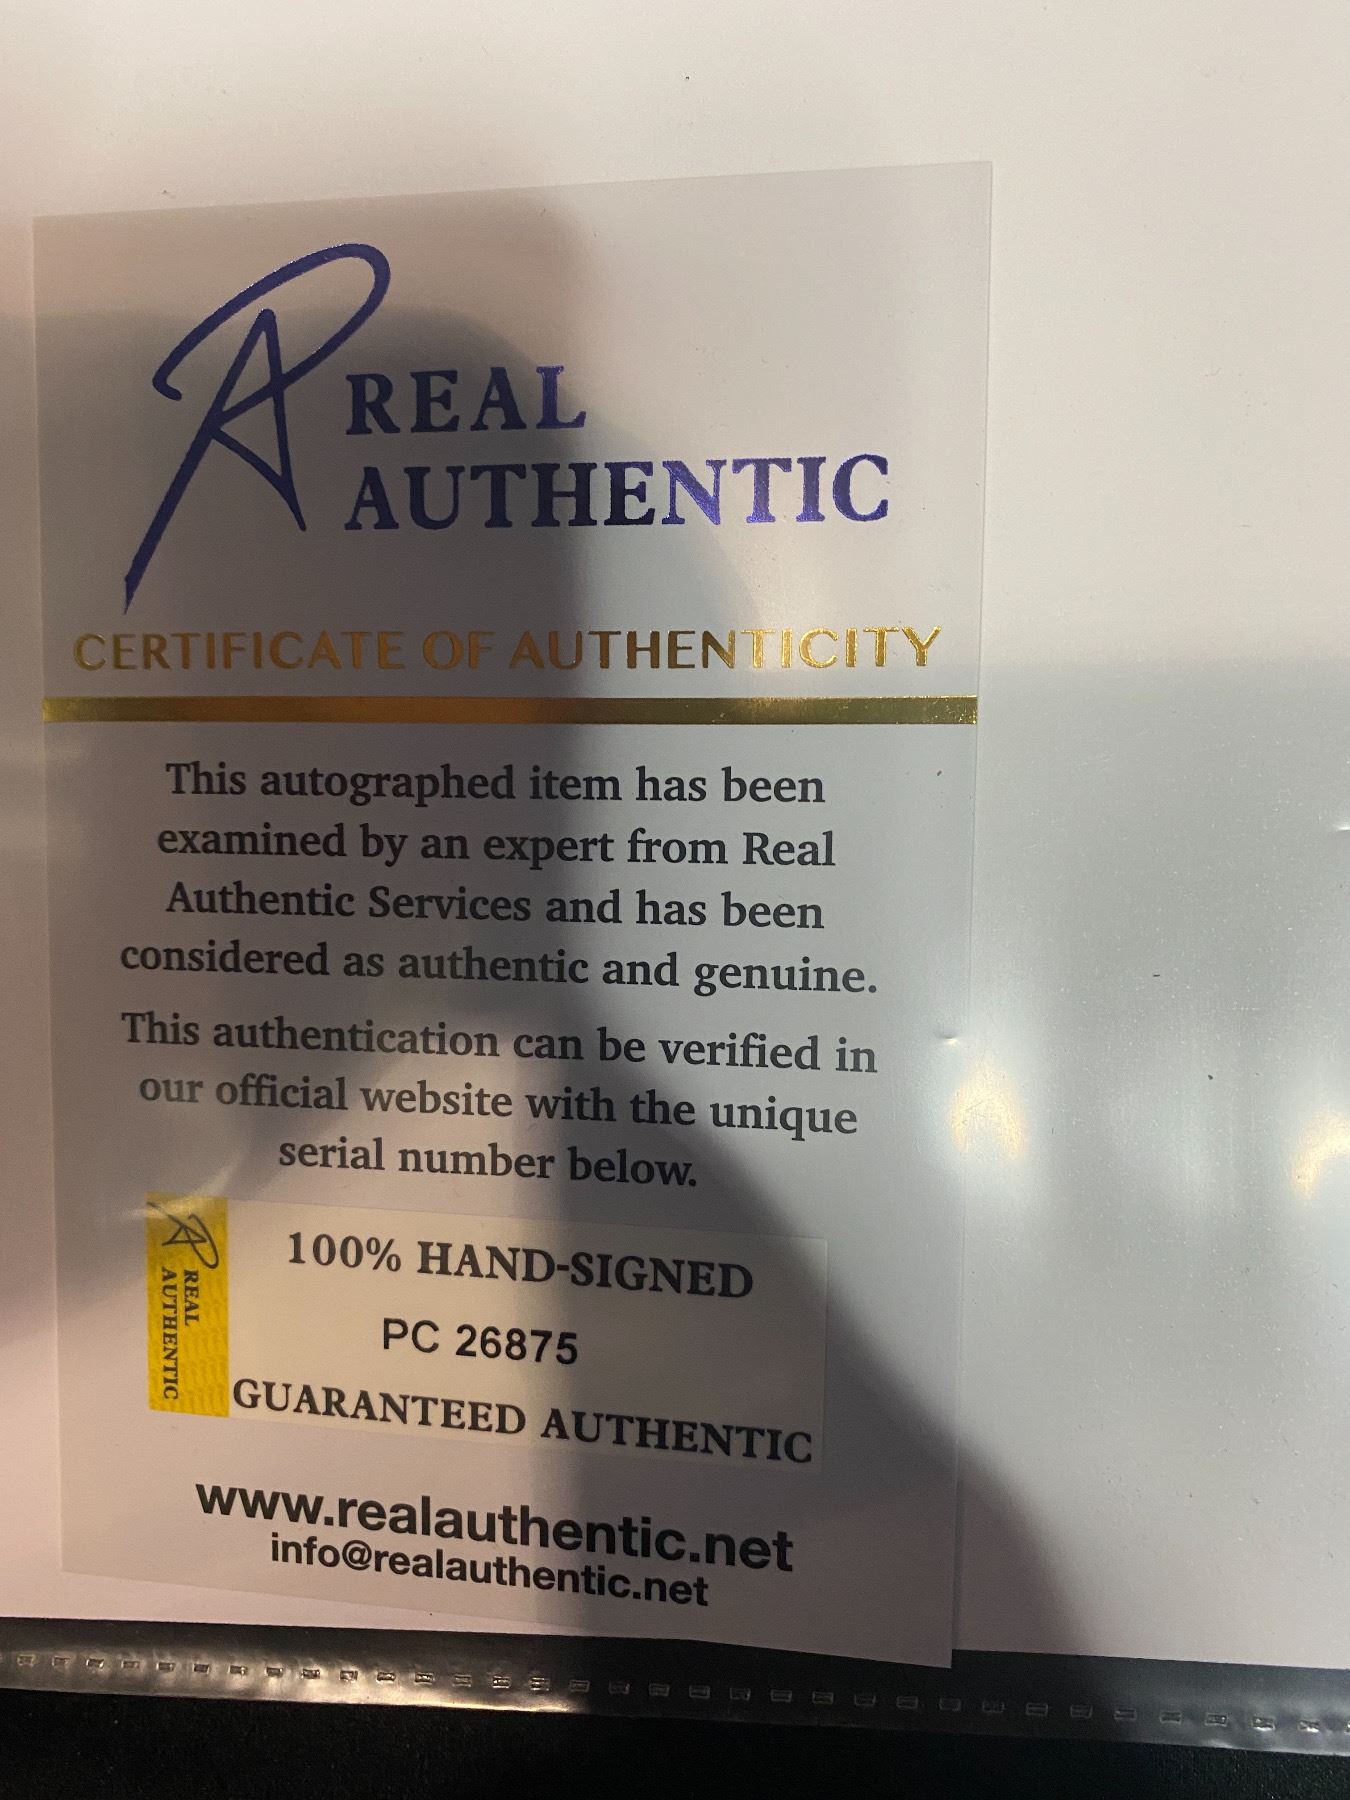 REAL
AUTHENTIC
CERTIFICATE OF AUTHENTICITY
This autographed item has been
examined by an expert from Real
Authentic Services and has been
considered as authentic and genuine.
This authentication can be verified in
our official website with the unique
serial number below.
REAL
AUTHENTIC
100% HAND-SIGNED
PC 26875
GUARANTEED AUTHENTIC
www.realauthentic.net
info@realauthentic.net